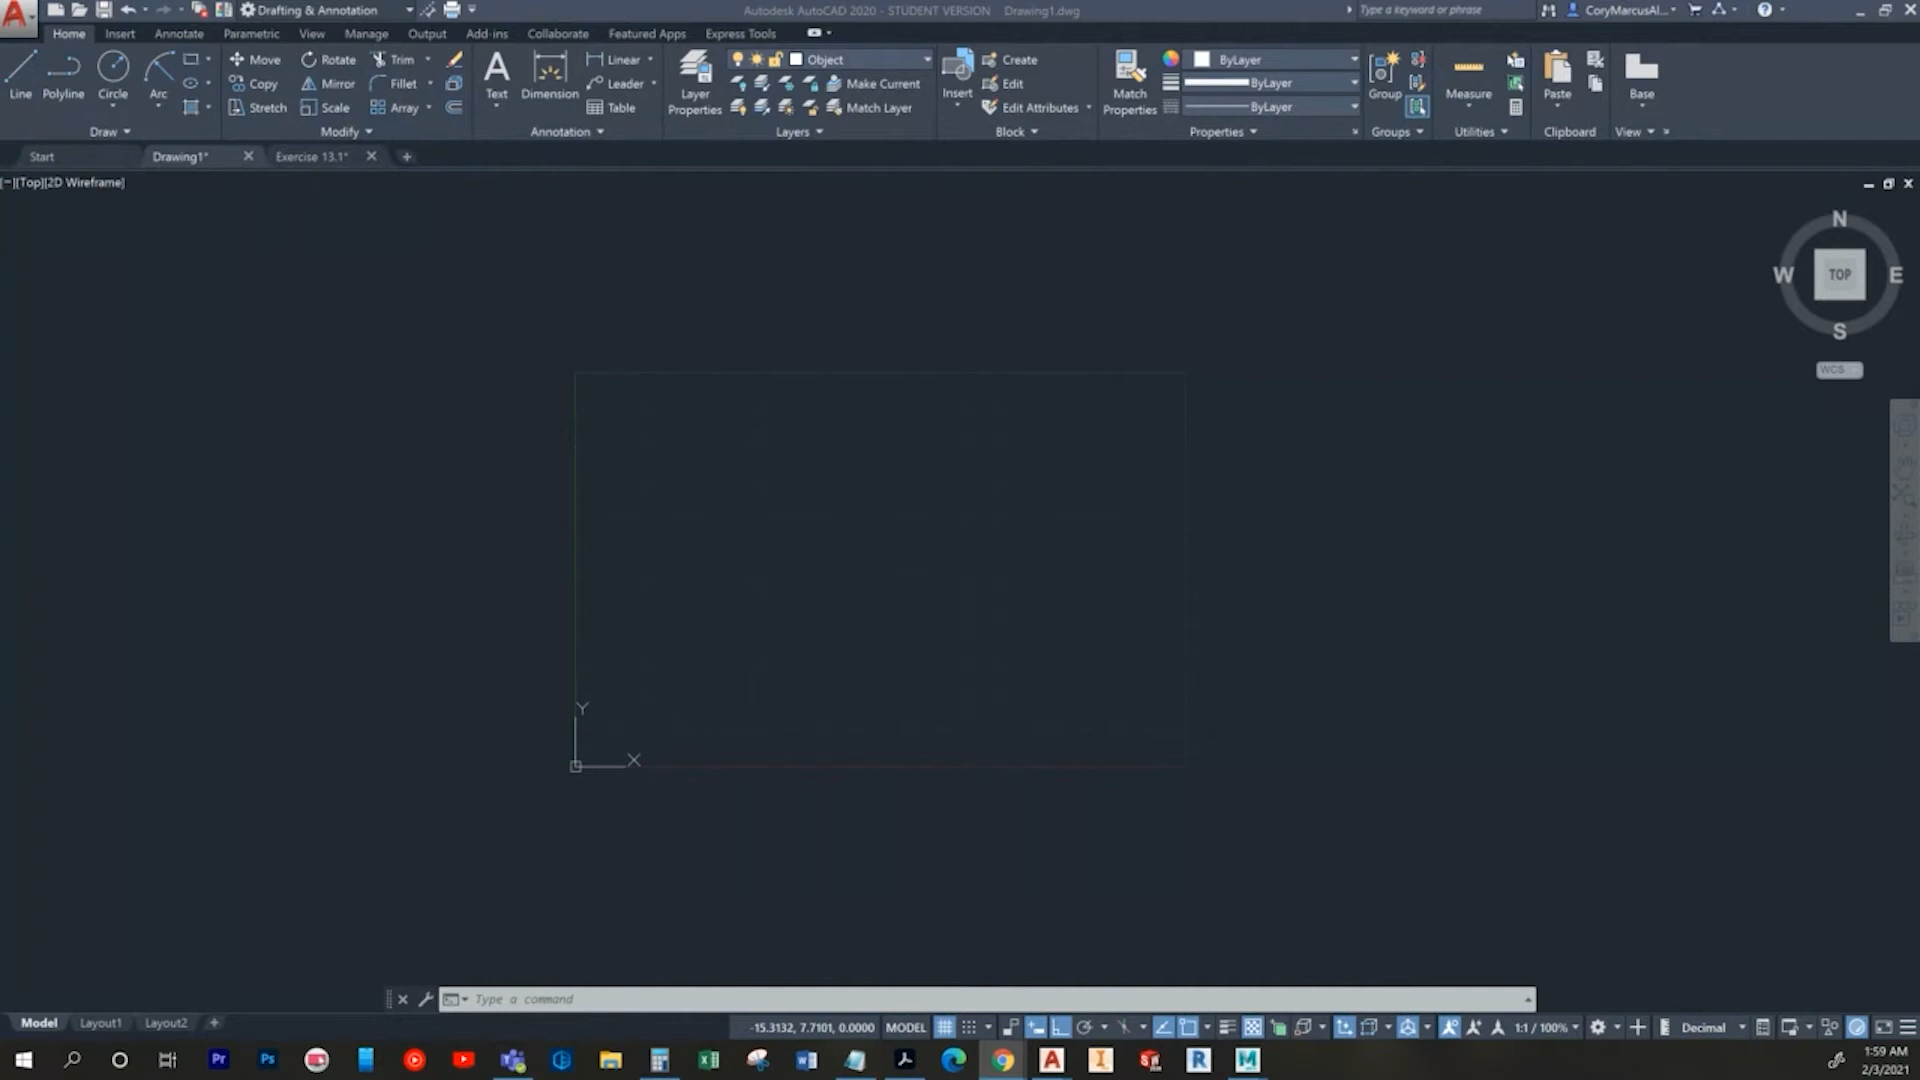 Drafting & Annotation
Autodesk AutoCAD 2020 - STUDENT VERSION Drawing1.dwg
Type a keyword or phrase
CoryMarcusAl...
Home Insert Annotate Parametric View Manage Output Add-ins Collaborate Featured Apps Express Tools
Line Polyline Circle Arc
Move Rotate Trim
Copy Mirror Fillet
Stretch Scale Array
Text Dimension
Linear
Leader
Table
Layer Properties
Object
Make Current
Match Layer
Insert
Create
Edit
Edit Attributes
Match Properties
ByLayer
ByLayer
ByLayer
Group
Measure
Paste
Base
Draw Modify Annotation Layers Block Properties Groups Utilities Clipboard View
Start Drawing1* Exercise 13.1*
[−][Top][2D Wireframe]
N
W TOP E
S
WCS
Y
X
Type a command
Model Layout1 Layout2
-15.3132, 7.7101, 0.0000 MODEL
1:1 / 100%
Decimal
1:59 AM
2/3/2021